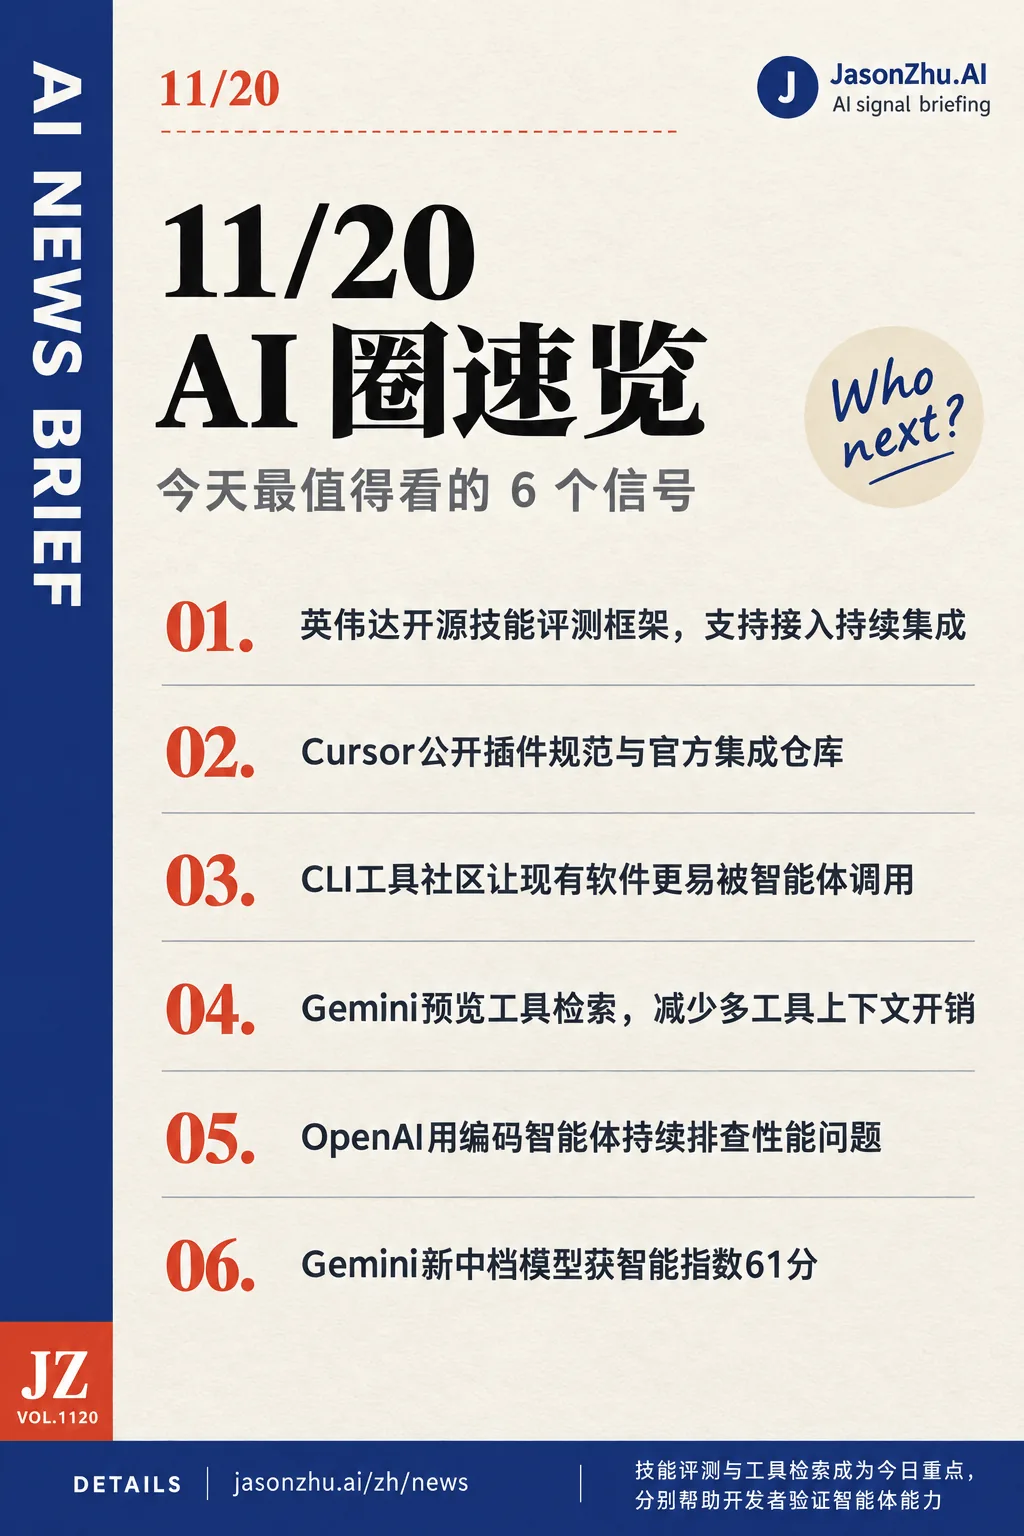 AI NEWS BRIEF
11/20
J
JasonZhu.AI
AI signal briefing
11/20
AI 圈速览
今天最值得看的 6 个信号
Who
next?
01. 英伟达开源技能评测框架，支持接入持续集成
02. Cursor公开插件规范与官方集成仓库
03. CLI工具社区让现有软件更易被智能体调用
04. Gemini预览工具检索，减少多工具上下文开销
05. OpenAI用编码智能体持续排查性能问题
06. Gemini新中档模型获智能指数61分
JZ
VOL.1120
DETAILS
jasonzhu.ai/zh/news
技能评测与工具检索成为今日重点，
分别帮助开发者验证智能体能力